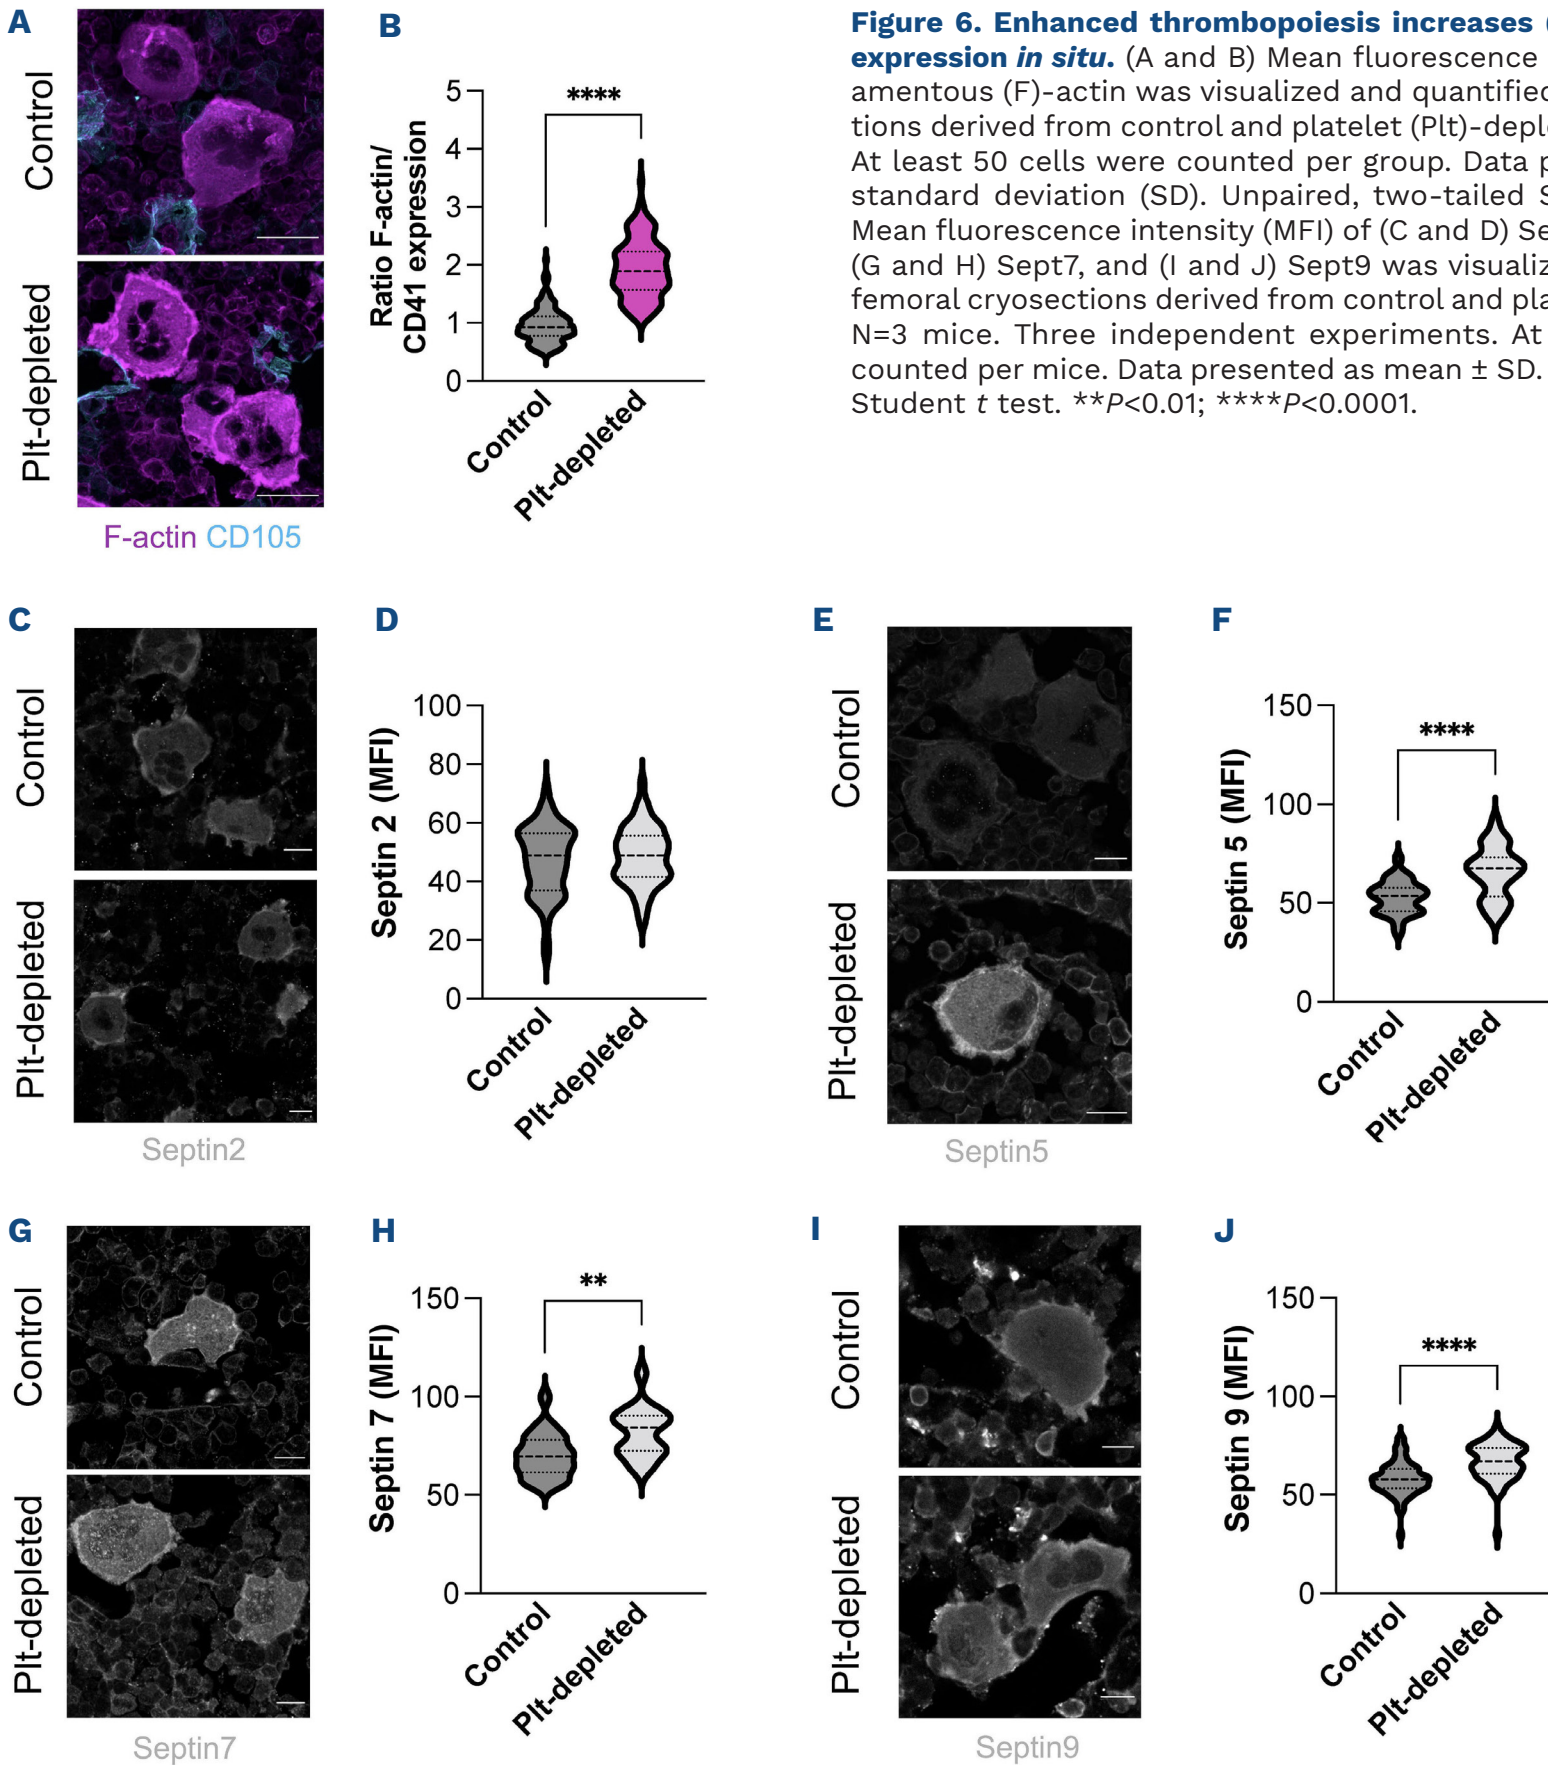 A
Control
Plt-depleted
F-actin CD105
B
Ratio F-actin/
CD41 expression
5
4
3
2
1
0
****
Control
Plt-depleted
Figure 6. Enhanced thrombopoiesis increases
expression in situ. (A and B) Mean fluorescence
amentous (F)-actin was visualized and quantified
tions derived from control and platelet (Plt)-deple
At least 50 cells were counted per group. Data p
standard deviation (SD). Unpaired, two-tailed S
Mean fluorescence intensity (MFI) of (C and D) Se
(G and H) Sept7, and (I and J) Sept9 was visualiz
femoral cryosections derived from control and pla
N=3 mice. Three independent experiments. At
counted per mice. Data presented as mean ± SD.
Student t test. **P<0.01; ****P<0.0001.
C
Control
Plt-depleted
Septin2
D
Septin 2 (MFI)
100
80
60
40
20
0
Control
Plt-depleted
E
Control
Plt-depleted
Septin5
F
Septin 5 (MFI)
150
100
50
0
****
Control
Plt-depleted
G
Control
Plt-depleted
Septin7
H
Septin 7 (MFI)
150
100
50
0
**
Control
Plt-depleted
I
Control
Plt-depleted
Septin9
J
Septin 9 (MFI)
150
100
50
0
****
Control
Plt-depleted